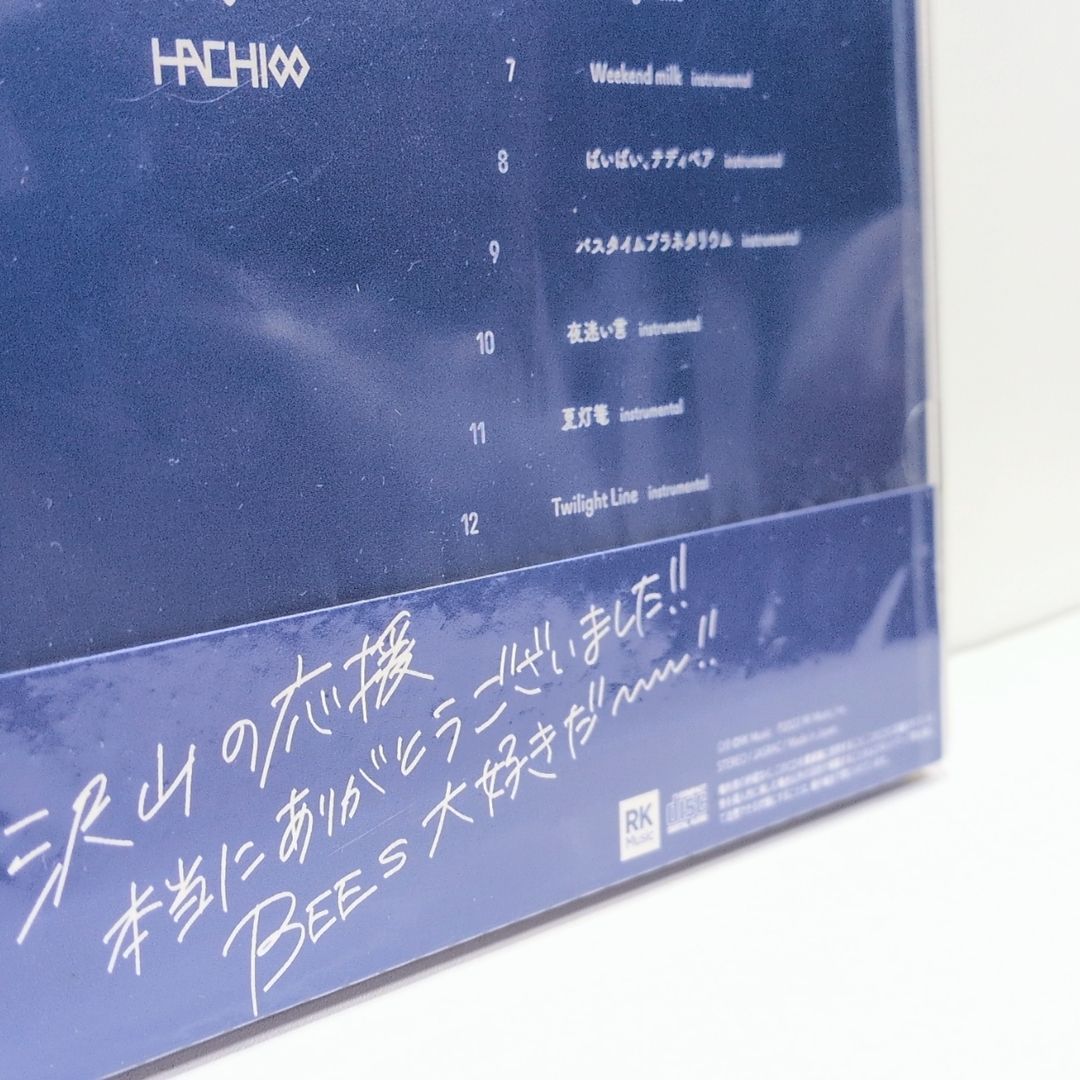 HACHI
7 Weekend milk instrumental
8 ばいばい、テディベア instrumental
9 バスタイムプラネタリウム instrumental
10 夜迷い言 instrumental
11 夏灯篭 instrumental
12 Twilight Line instrumental
沢山の応援
本当にありがとうございました!!
BEES大好きだ〜〜!!
RK
MUSIC